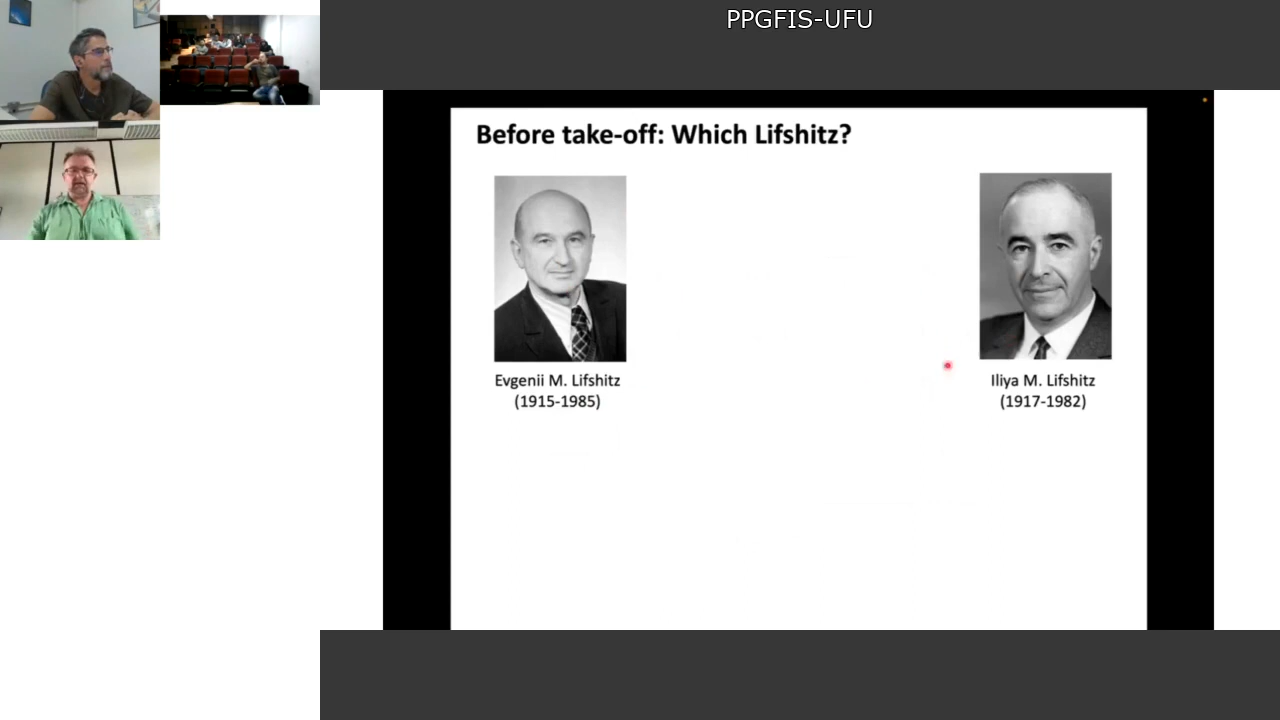 PPGFIS-UFU
Before take-off: Which Lifshitz?
Evgenii M. Lifshitz
(1915-1985)
Iliya M. Lifshitz
(1917-1982)